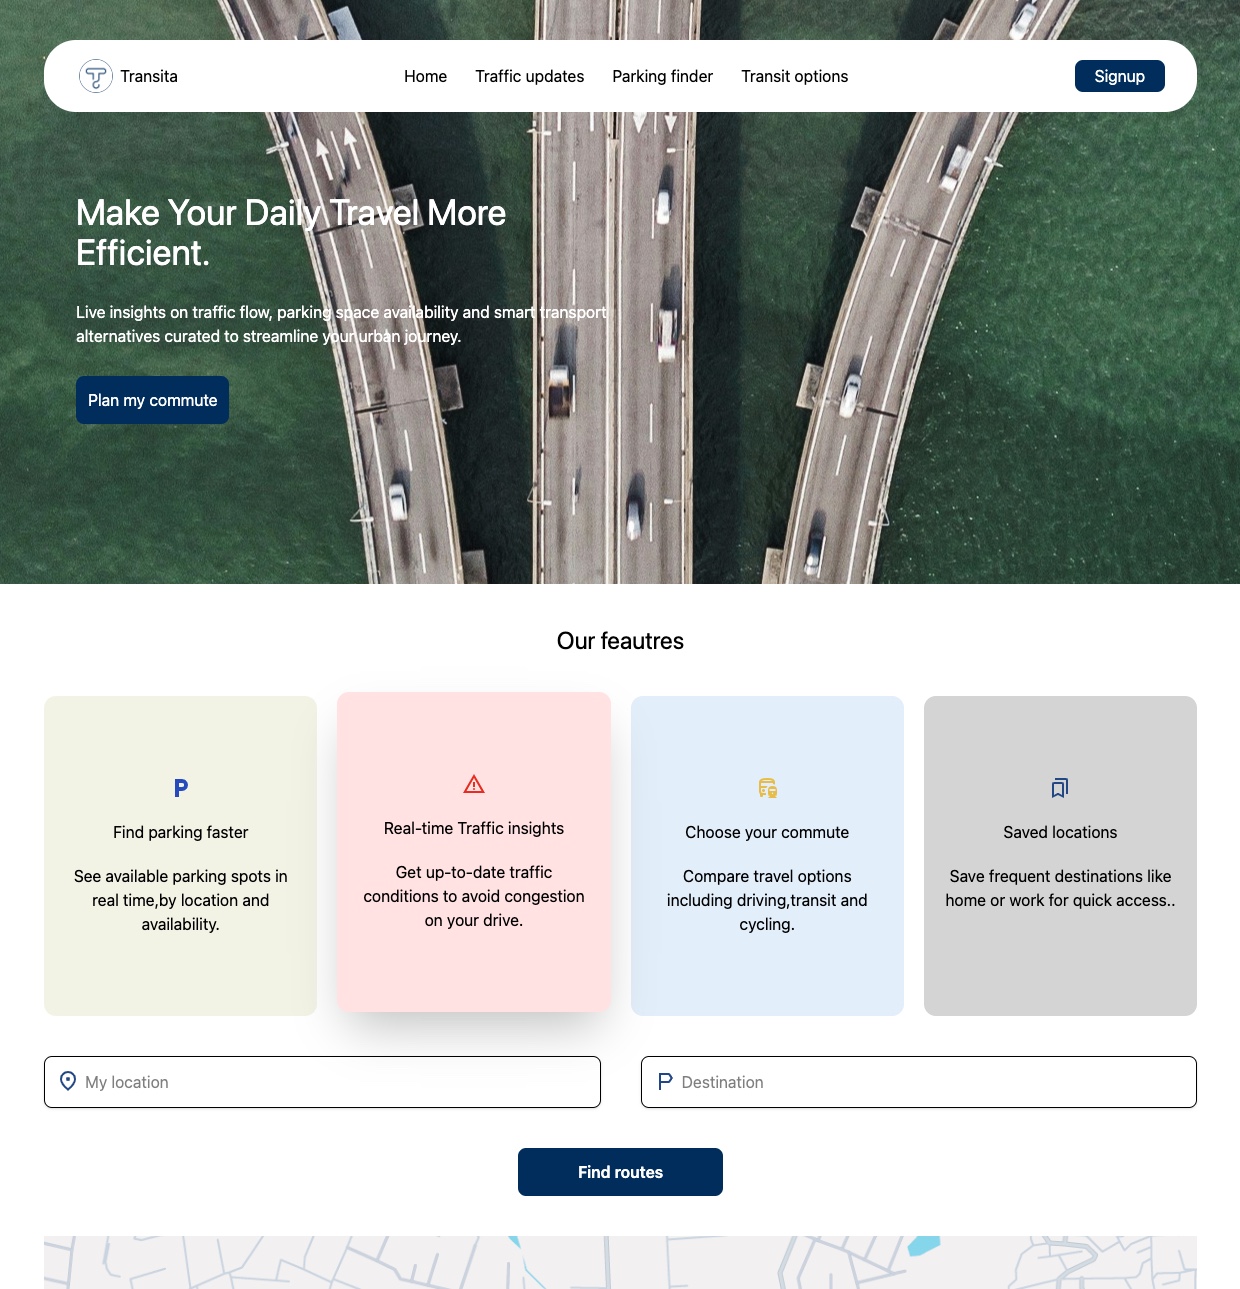 Transita
Home
Traffic updates
Parking finder
Transit options
Signup
Make Your Daily Travel More
Efficient.
Live insights on traffic flow, parking space availability and smart transport
alternatives curated to streamline your urban journey.
Plan my commute
Our feautres
Find parking faster
See available parking spots in
real time,by location and
availability.
Real-time Traffic insights
Get up-to-date traffic
conditions to avoid congestion
on your drive.
Choose your commute
Compare travel options
including driving,transit and
cycling.
Saved locations
Save frequent destinations like
home or work for quick access..
My location
Destination
Find routes